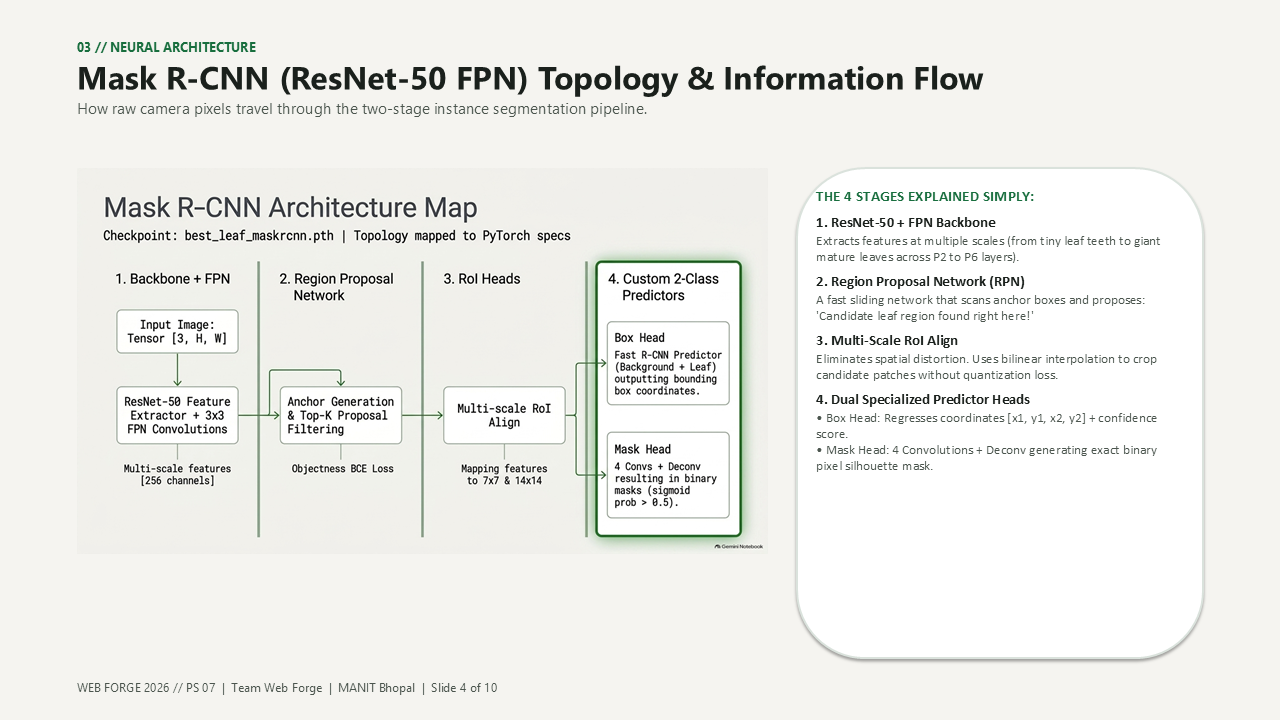 03 // NEURAL ARCHITECTURE
Mask R-CNN (ResNet-50 FPN) Topology & Information Flow
How raw camera pixels travel through the two-stage instance segmentation pipeline.
Mask R-CNN Architecture Map
Checkpoint: best_leaf_maskrcnn.pth | Topology mapped to PyTorch specs
1. Backbone + FPN
Input Image:
Tensor [3, H, W]
ResNet-50 Feature
Extractor + 3x3
FPN Convolutions
Multi-scale features
[256 channels]
2. Region Proposal
Network
Anchor Generation
& Top-K Proposal
Filtering
Objectness BCE Loss
3. RoI Heads
Multi-scale RoI
Align
Mapping features
to 7x7 & 14x14
4. Custom 2-Class
Predictors
Box Head
Fast R-CNN Predictor
(Background + Leaf)
outputting bounding
box coordinates.
Mask Head
4 Convs + Deconv
resulting in binary
masks (sigmoid
prob > 0.5).
Gemini Notebook
THE 4 STAGES EXPLAINED SIMPLY:
1. ResNet-50 + FPN Backbone
Extracts features at multiple scales (from tiny leaf teeth to giant
mature leaves across P2 to P6 layers).
2. Region Proposal Network (RPN)
A fast sliding network that scans anchor boxes and proposes:
'Candidate leaf region found right here!'
3. Multi-Scale RoI Align
Eliminates spatial distortion. Uses bilinear interpolation to crop
candidate patches without quantization loss.
4. Dual Specialized Predictor Heads
• Box Head: Regresses coordinates [x1, y1, x2, y2] + confidence
score.
• Mask Head: 4 Convolutions + Deconv generating exact binary
pixel silhouette mask.
WEB FORGE 2026 // PS 07 | Team Web Forge | MANIT Bhopal | Slide 4 of 10